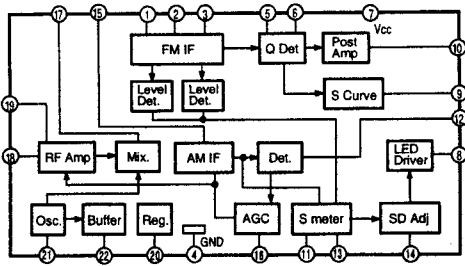 17 15 1 2 3 5 6 7
Vcc
FM IF Q Det Post Amp 10
Level Det. Level Det. S Curve 9
19 12
18 RF Amp Mix. AM IF Det. LED Driver 8
Osc. Buffer Reg. GND AGC S meter SD Adj
21 22 20 4 16 11 13 14